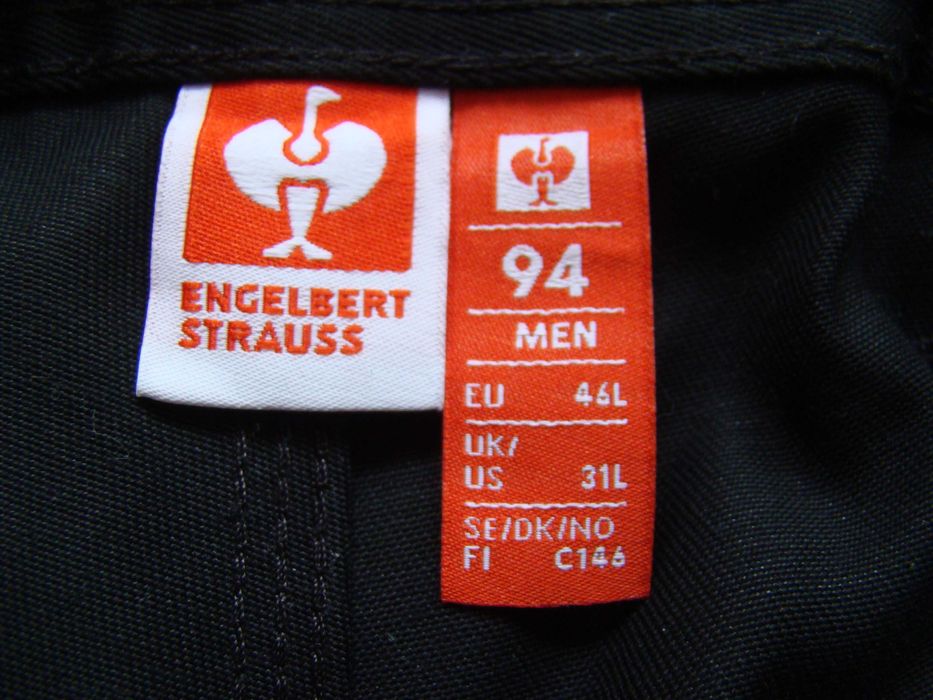 ENGELBERT
STRAUSS
94
MEN
EU 46L
UK/
US 31L
SE/DK/NO
FI C146